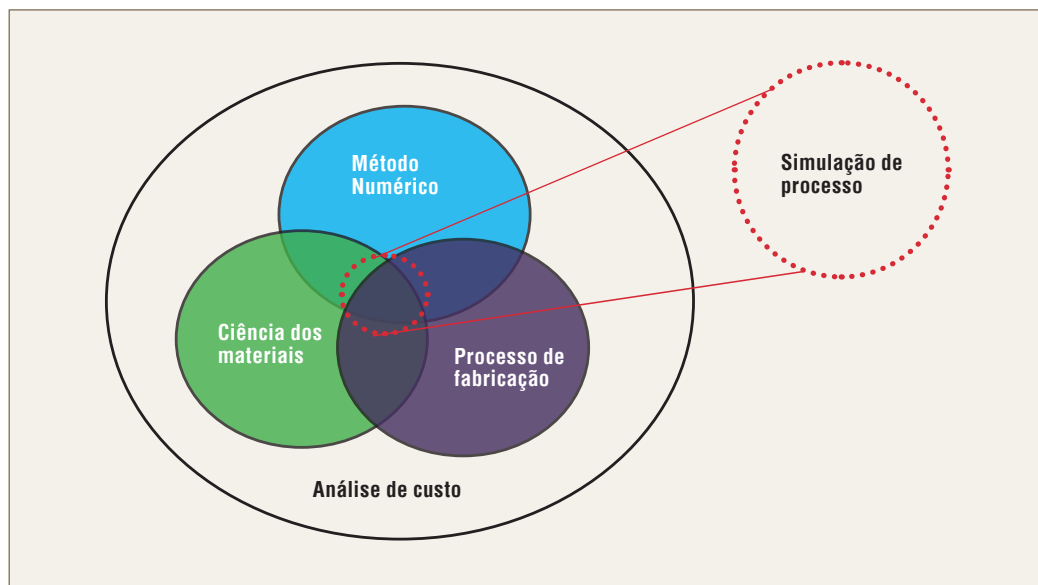 Método
Numérico
Simulação de
processo
Ciência dos
materiais
Processo de
fabricação
Análise de custo